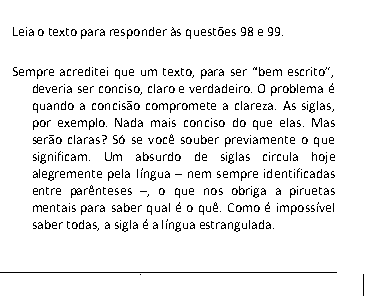 Leia o texto para responder às questões 98 e 99.
Sempre acreditei que um texto, para ser “bem escrito”,
deveria ser conciso, claro e verdadeiro. O problema é
quando a concisão compromete a clareza. As siglas,
por exemplo. Nada mais conciso do que elas. Mas
serão claras? Só se você souber previamente o que
significam. Um absurdo de siglas circula hoje
alegremente pela língua – nem sempre identificadas
entre parênteses –, o que nos obriga a piruetas
mentais para saber qual é o quê. Como é impossível
saber todas, a sigla é a língua estrangulada.